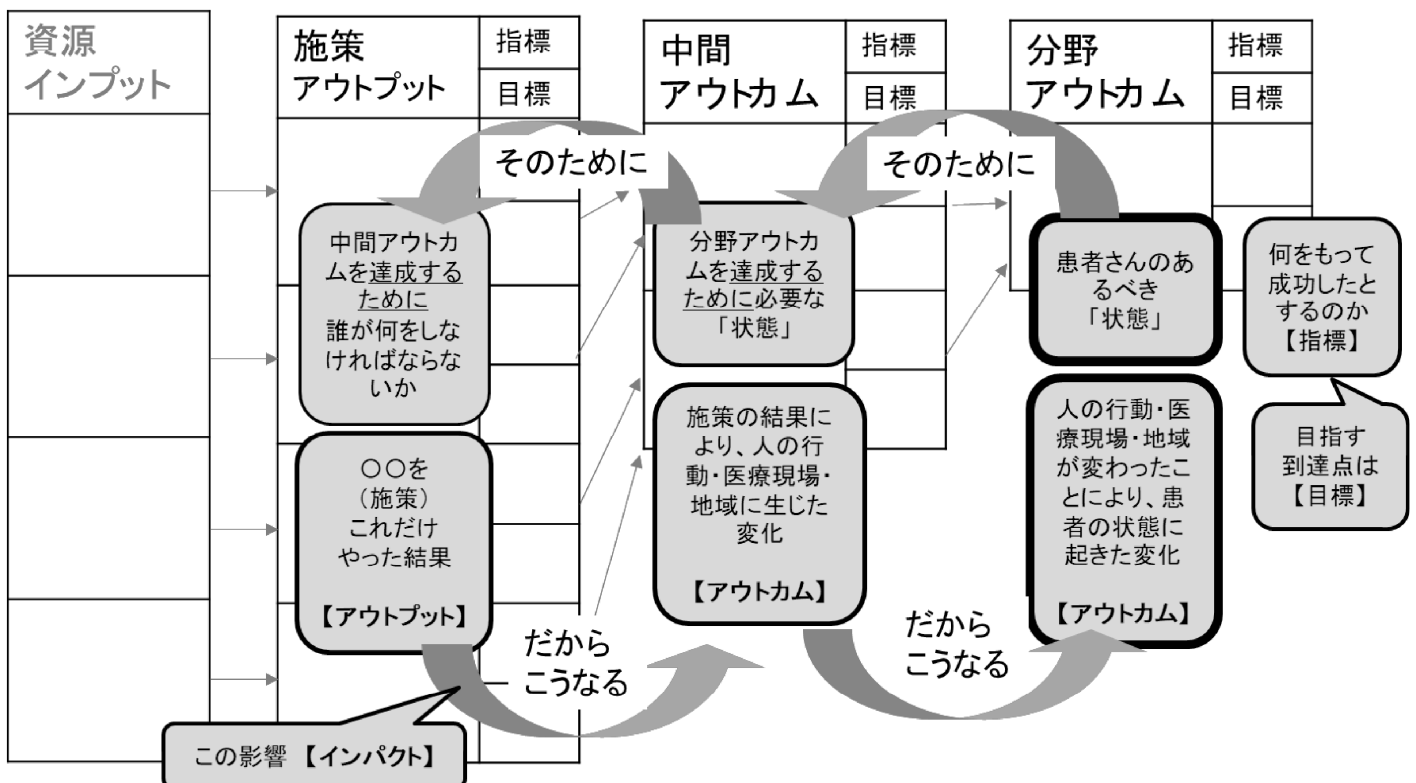 資源
インプット
施策
アウトプット
指標
目標
中間
アウトカム
指標
目標
分野
アウトカム
指標
目標
そのために
そのために
中間アウトカ
ムを達成する
ために
誰が何をしな
ければならな
いか
分野アウトカ
ムを達成する
ために必要な
「状態」
患者さんのあ
るべき
「状態」
何をもって
成功したと
するのか
【指標】
〇〇を
(施策)
これだけ
やった結果
【アウトプット】
施策の結果に
より、人の行
動・医療現場・
地域に生じた
変化
【アウトカム】
人の行動・医
療現場・地域
が変わったこ
とにより、患
者の状態に
起きた変化
【アウトカム】
目指す
到達点は
【目標】
だから
こうなる
だから
こうなる
この影響 【インパクト】